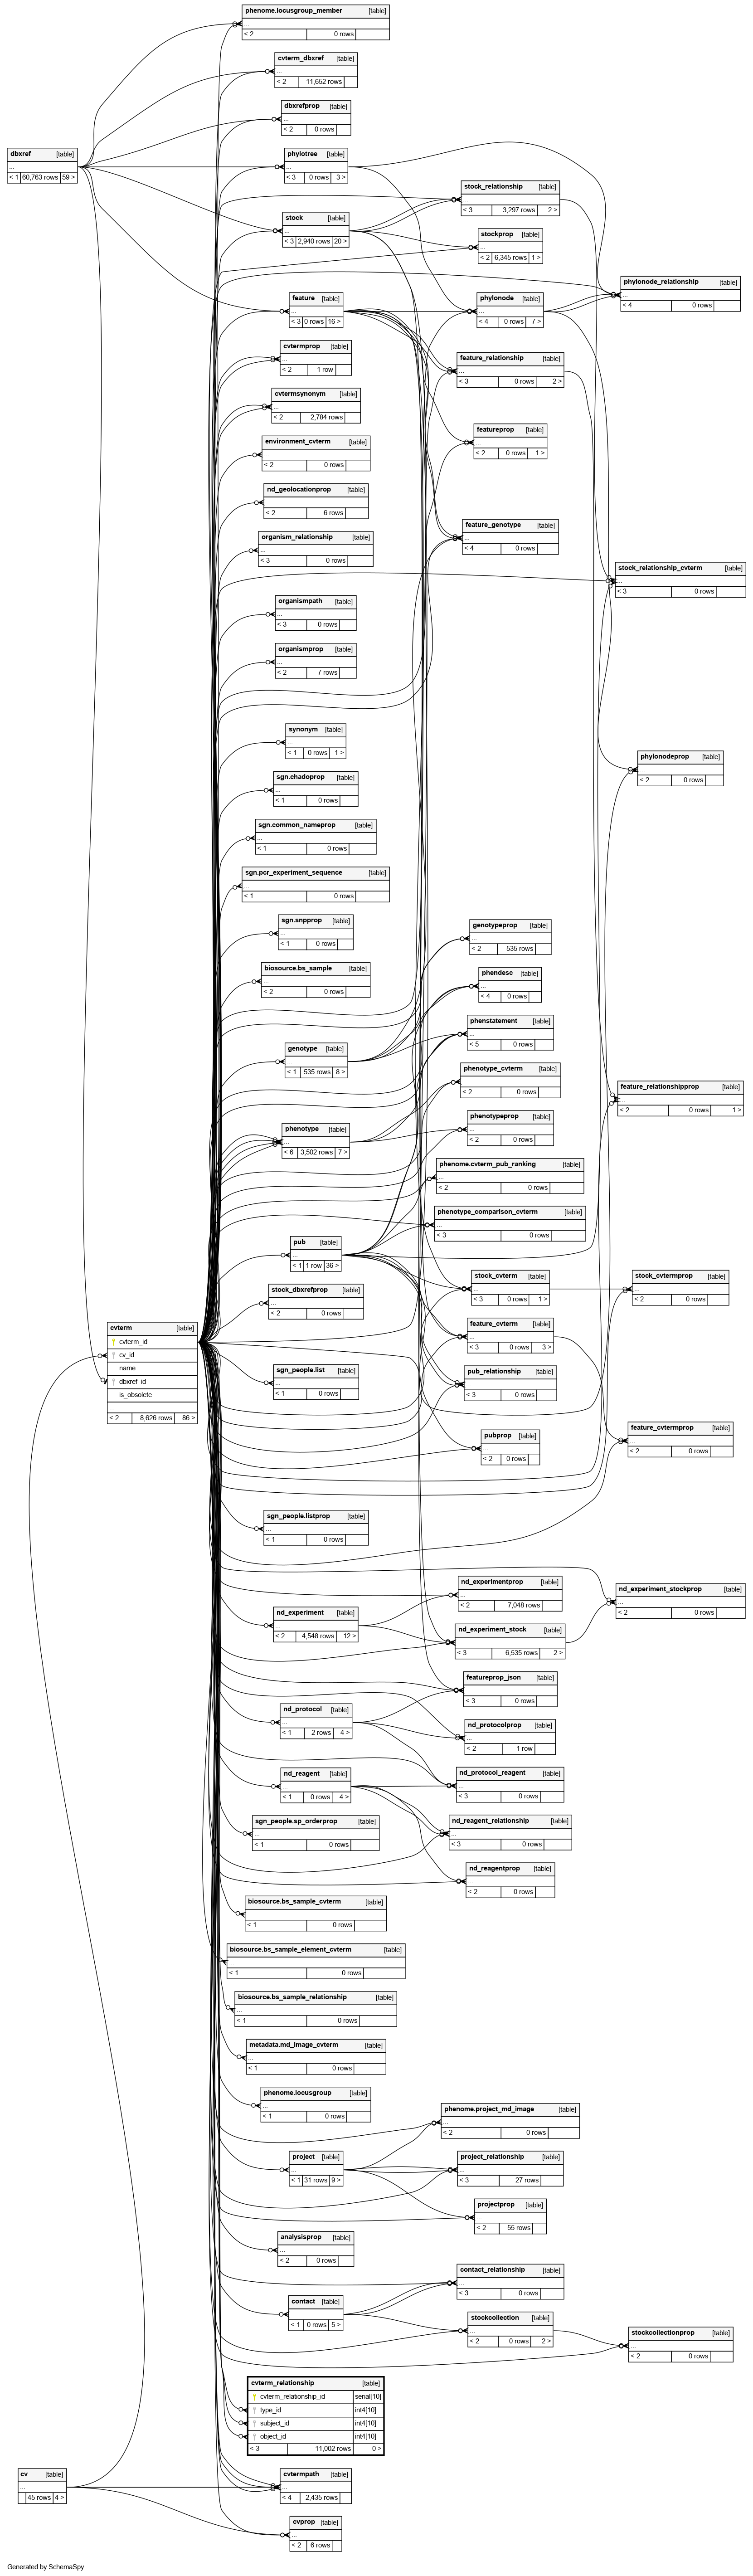 phenome.locusgroup_member [table]
...
< 2 0 rows
cvterm_dbxref [table]
...
< 2 11,652 rows
dbxrefprop [table]
...
< 2 0 rows
dbxref [table]
...
< 1 60,763 rows 59 >
phylotree [table]
...
< 3 0 rows 3 >
stock_relationship [table]
...
< 3 3,297 rows 2 >
stock [table]
...
< 3 2,940 rows 20 >
stockprop [table]
...
< 2 6,345 rows 1 >
phylonode_relationship [table]
...
< 4 0 rows
feature [table]
...
< 3 0 rows 16 >
phylonode [table]
...
< 4 0 rows 7 >
cvtermprop [table]
...
< 2 1 row
feature_relationship [table]
...
< 3 0 rows 2 >
cvtermsynonym [table]
...
< 2 2,784 rows
featureprop [table]
...
< 2 0 rows 1 >
environment_cvterm [table]
...
< 2 0 rows
nd_geolocationprop [table]
...
< 2 6 rows
feature_genotype [table]
...
< 4 0 rows
organism_relationship [table]
...
< 3 0 rows
stock_relationship_cvterm [table]
...
< 3 0 rows
organismpath [table]
...
< 3 0 rows
organismprop [table]
...
< 2 7 rows
synonym [table]
...
< 1 0 rows 1 >
phylonodeprop [table]
...
< 2 0 rows
sgn.chadoprop [table]
...
< 1 0 rows
sgn.common_nameprop [table]
...
< 1 0 rows
sgn.pcr_experiment_sequence [table]
...
< 1 0 rows
sgn.snpprop [table]
...
< 1 0 rows
genotypeprop [table]
...
< 2 535 rows
biosource.bs_sample [table]
...
< 2 0 rows
phendesc [table]
...
< 4 0 rows
phenstatement [table]
...
< 5 0 rows
genotype [table]
...
< 1 535 rows 8 >
phenotype_cvterm [table]
...
< 2 0 rows
feature_relationshipprop [table]
...
< 2 0 rows 1 >
phenotypeprop [table]
...
< 2 0 rows
phenotype [table]
...
< 6 3,502 rows 7 >
phenome.cvterm_pub_ranking [table]
...
< 2 0 rows
phenotype_comparison_cvterm [table]
...
< 3 0 rows
pub [table]
...
< 1 1 row 36 >
stock_cvterm [table]
...
< 3 0 rows 1 >
stock_cvtermprop [table]
...
< 2 0 rows
stock_dbxrefprop [table]
...
< 2 0 rows
cvterm [table]
cvterm_id
cv_id
name
dbxref_id
is_obsolete
...
< 2 8,626 rows 86 >
feature_cvterm [table]
...
< 3 0 rows 3 >
sgn_people.list [table]
...
< 1 0 rows
pub_relationship [table]
...
< 3 0 rows
feature_cvtermprop [table]
...
< 2 0 rows
pubprop [table]
...
< 2 0 rows
sgn_people.listprop [table]
...
< 1 0 rows
nd_experimentprop [table]
...
< 2 7,048 rows
nd_experiment_stockprop [table]
...
< 2 0 rows
nd_experiment [table]
...
< 2 4,548 rows 12 >
nd_experiment_stock [table]
...
< 3 6,535 rows 2 >
featureprop_json [table]
...
< 3 0 rows
nd_protocol [table]
...
< 1 2 rows 4 >
nd_protocolprop [table]
...
< 2 1 row
nd_reagent [table]
...
< 1 0 rows 4 >
nd_protocol_reagent [table]
...
< 3 0 rows
sgn_people.sp_orderprop [table]
...
< 1 0 rows
nd_reagent_relationship [table]
...
< 3 0 rows
nd_reagentprop [table]
...
< 2 0 rows
biosource.bs_sample_cvterm [table]
...
< 1 0 rows
biosource.bs_sample_element_cvterm [table]
...
< 1 0 rows
biosource.bs_sample_relationship [table]
...
< 1 0 rows
metadata.md_image_cvterm [table]
...
< 1 0 rows
phenome.locusgroup [table]
...
< 1 0 rows
phenome.project_md_image [table]
...
< 2 0 rows
project [table]
...
< 1 31 rows 9 >
project_relationship [table]
...
< 3 27 rows
projectprop [table]
...
< 2 55 rows
analysisprop [table]
...
< 2 0 rows
contact_relationship [table]
...
< 3 0 rows
contact [table]
...
< 1 0 rows 5 >
stockcollection [table]
...
< 2 0 rows 2 >
stockcollectionprop [table]
...
< 2 0 rows
cvterm_relationship [table]
cvterm_relationship_id serial[10]
type_id int4[10]
subject_id int4[10]
object_id int4[10]
< 3 11,002 rows 0 >
cv [table]
...
45 rows 4 >
cvtermpath [table]
...
< 4 2,435 rows
cvprop [table]
...
< 2 6 rows
Generated by SchemaSpy